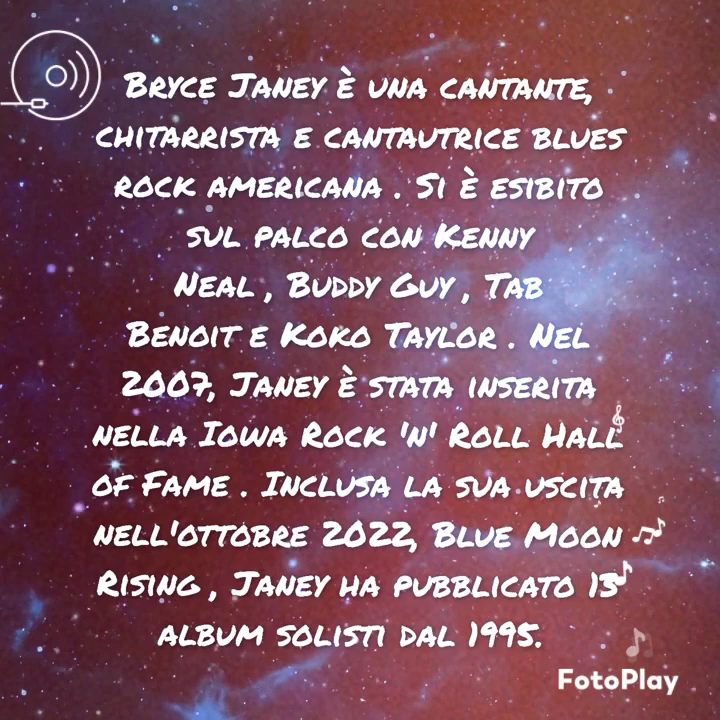 Bryce Janey è una cantante,
chitarrista e cantautrice blues
rock americana . Si è esibito
sul palco con Kenny
Neal , Buddy Guy , Tab
Benoit e Koko Taylor . Nel
2007, Janey è stata inserita
nella Iowa Rock 'n' Roll Hall
of Fame . Inclusa la sua uscita
nell'ottobre 2022, Blue Moon
Rising , Janey ha pubblicato 13
album solisti dal 1995.
FotoPlay